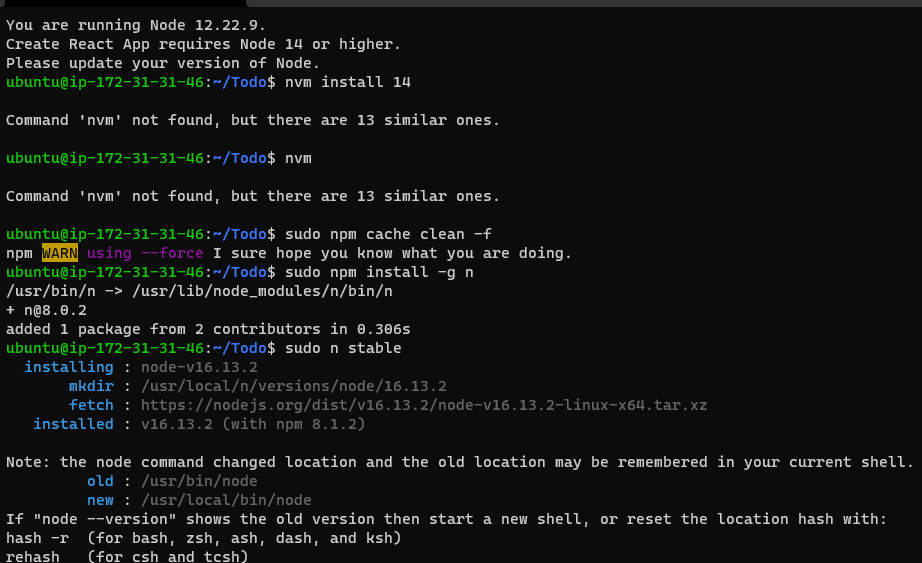 You are running Node 12.22.9.
Create React App requires Node 14 or higher.
Please update your version of Node.
ubuntu@ip-172-31-31-46:~/Todo$ nvm install 14
Command 'nvm' not found, but there are 13 similar ones.
ubuntu@ip-172-31-31-46:~/Todo$ nvm
Command 'nvm' not found, but there are 13 similar ones.
ubuntu@ip-172-31-31-46:~/Todo$ sudo npm cache clean -f
npm WARN using --force I sure hope you know what you are doing.
ubuntu@ip-172-31-31-46:~/Todo$ sudo npm install -g n
/usr/bin/n -> /usr/lib/node_modules/n/bin/n
+ n@8.0.2
added 1 package from 2 contributors in 0.306s
ubuntu@ip-172-31-31-46:~/Todo$ sudo n stable
installing : node-v16.13.2
mkdir : /usr/local/n/versions/node/16.13.2
fetch : https://nodejs.org/dist/v16.13.2/node-v16.13.2-linux-x64.tar.xz
installed : v16.13.2 (with npm 8.1.2)
Note: the node command changed location and the old location may be remembered in your current shell.
old : /usr/bin/node
new : /usr/local/bin/node
If "node --version" shows the old version then start a new shell, or reset the location hash with:
hash -r  (for bash, zsh, ash, dash, and ksh)
rehash   (for csh and tcsh)